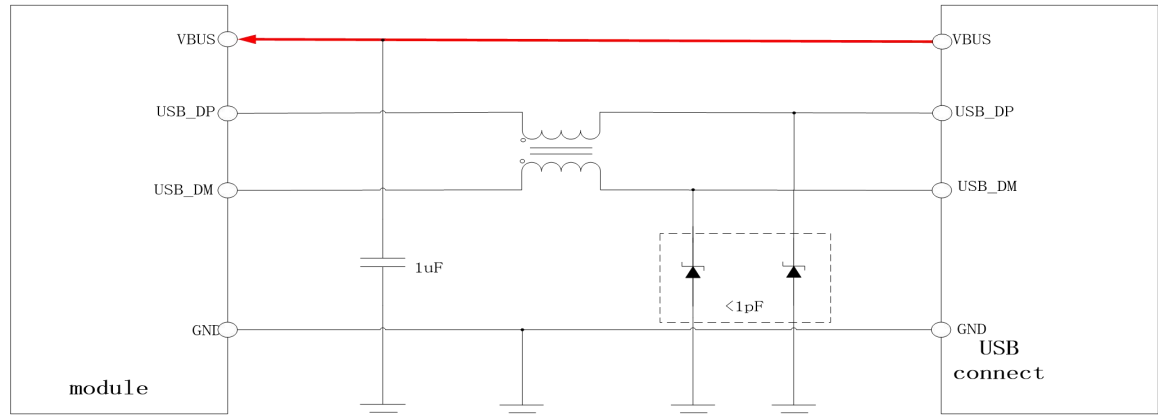 VBUS
VBUS
USB_DP
USB_DP
USB_DM
USB_DM
1uF
<1pF
GND
GND
USB
connect
module